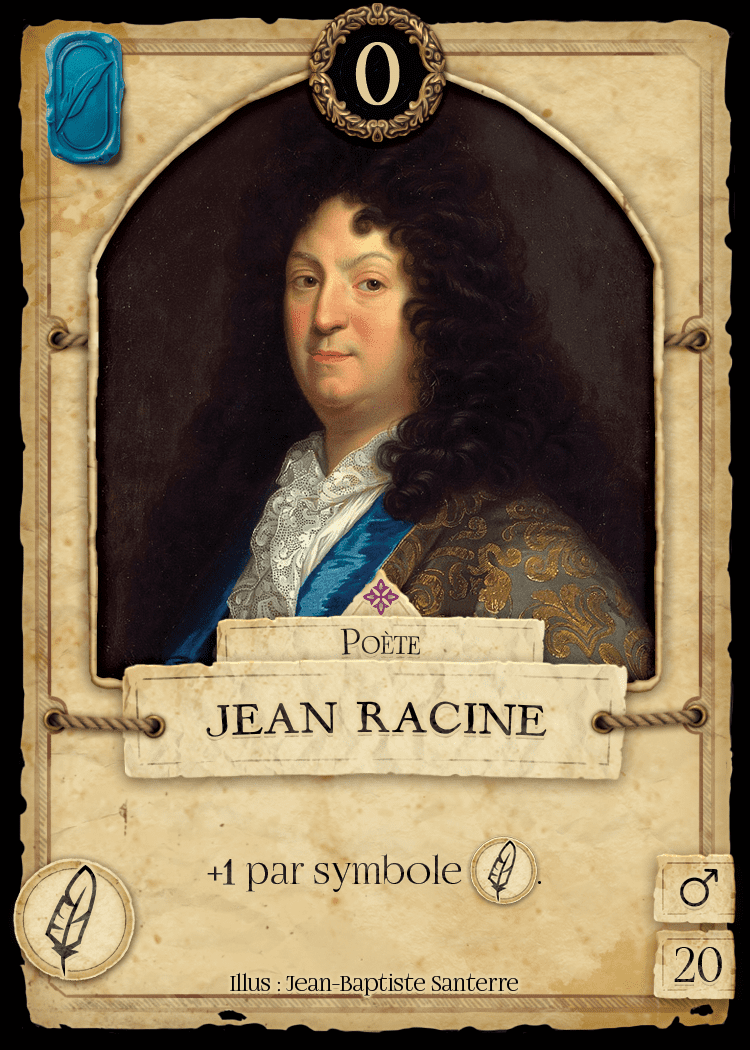 0
Poète
JEAN RACINE
+1 par symbole .
♂
20
Illus : Jean-Baptiste Santerre